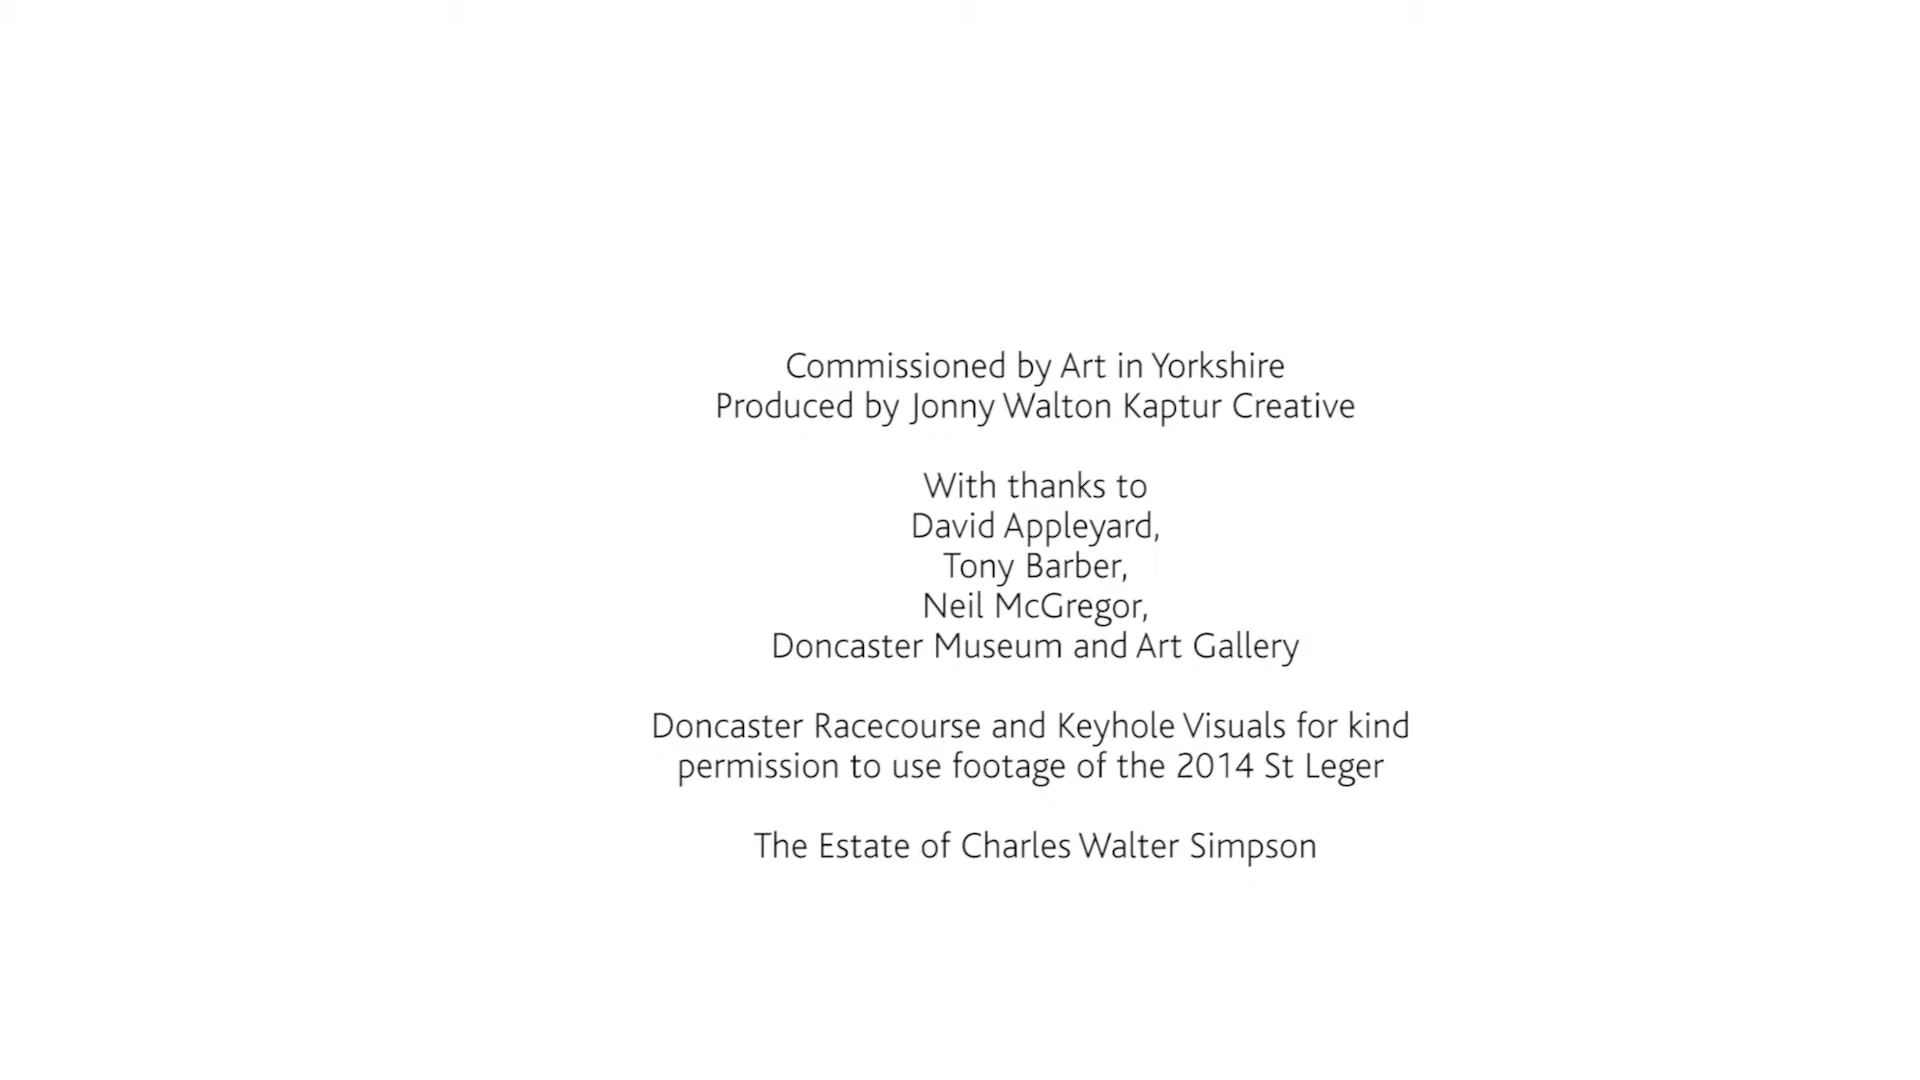 Commissioned by Art in Yorkshire
Produced by Jonny Walton Kaptur Creative
With thanks to
David Appleyard,
Tony Barber,
Neil McGregor,
Doncaster Museum and Art Gallery
Doncaster Racecourse and Keyhole Visuals for kind
permission to use footage of the 2014 St Leger
The Estate of Charles Walter Simpson